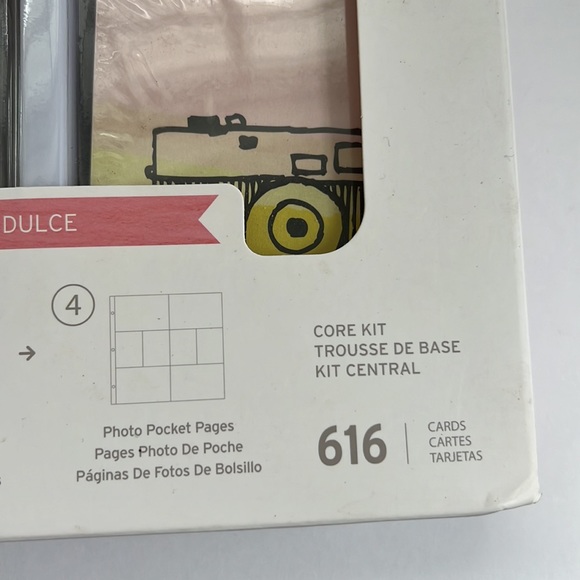 DULCE
4
Photo Pocket Pages
Pages Photo De Poche
Páginas De Fotos De Bolsillo
CORE KIT
TROUSSE DE BASE
KIT CENTRAL
616
CARDS
CARTES
TARJETAS